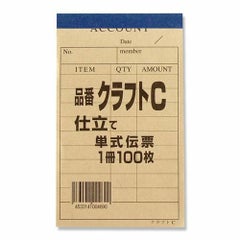 ACCOUNT
Date
No. member
ITEM QTY AMOUNT
品番 クラフトC
仕立て
単式伝票
1冊100枚
クラフトC